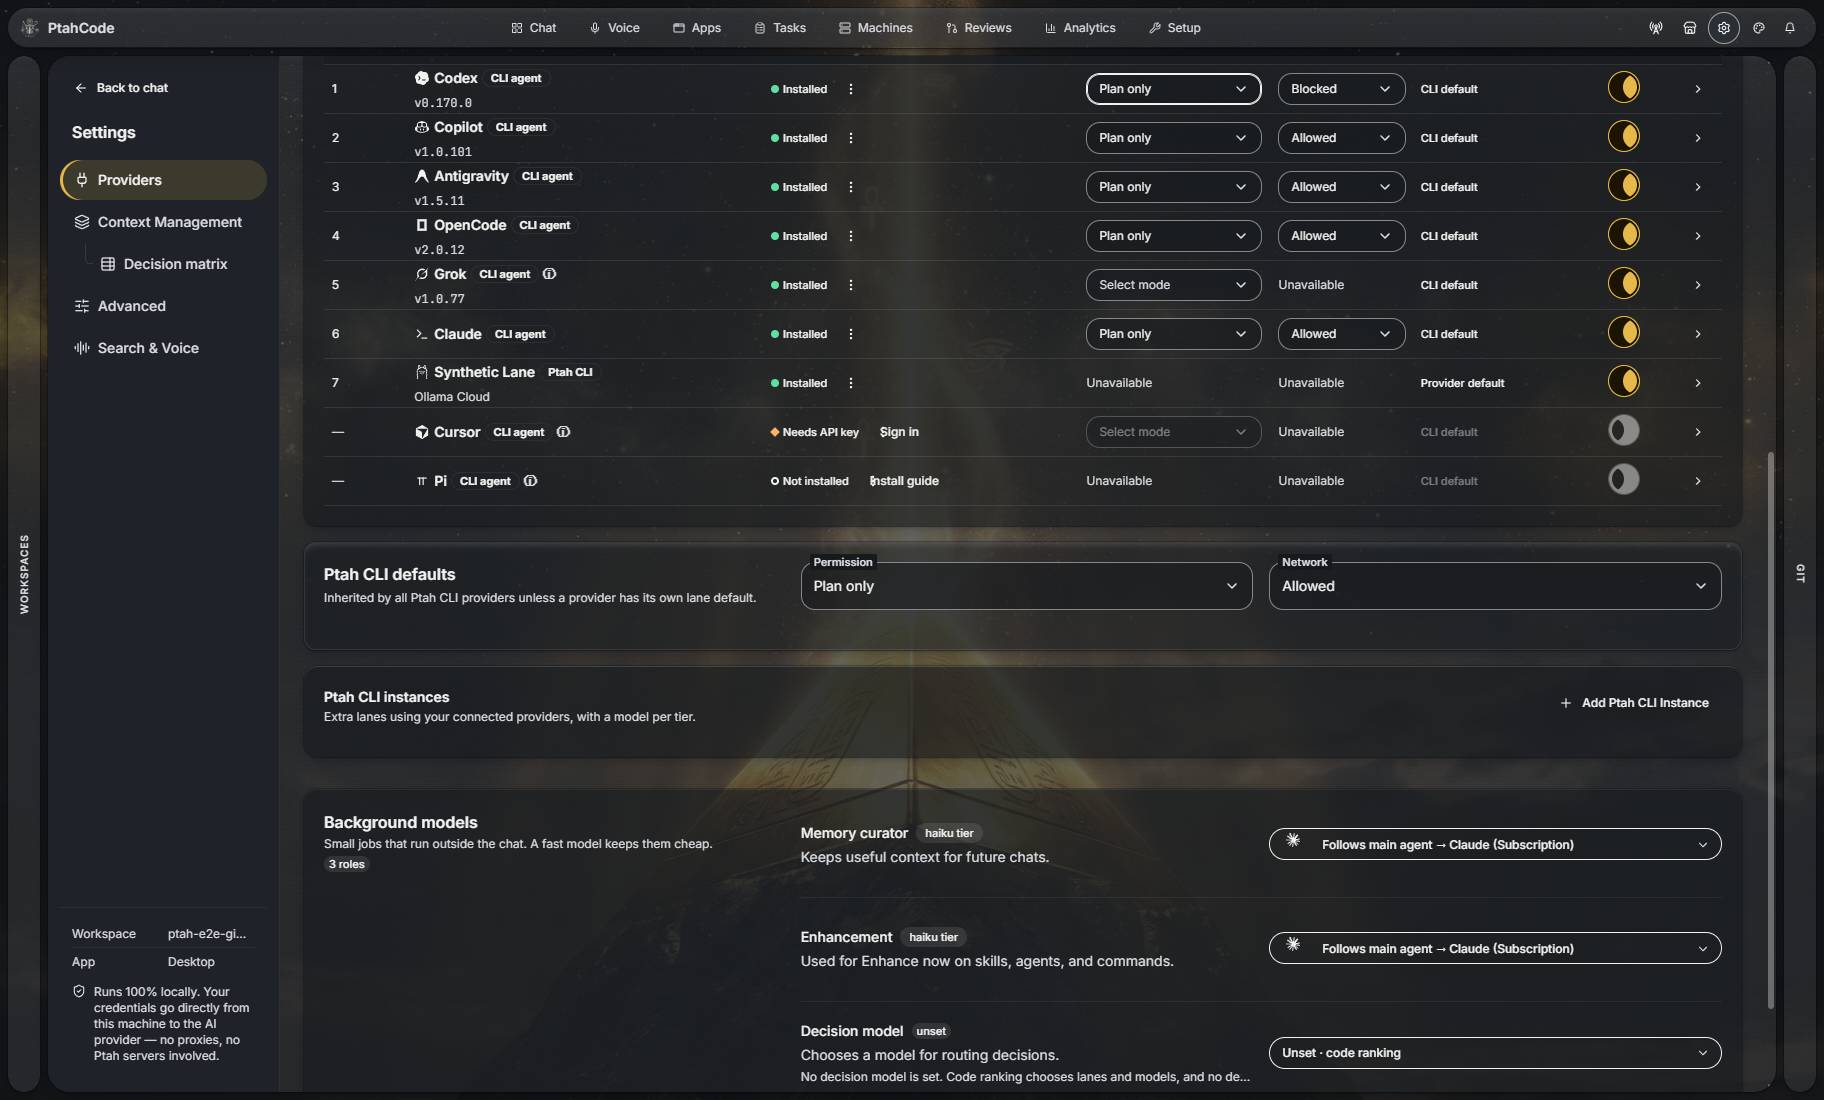 PtahCode
Chat
Voice
Apps
Tasks
Machines
Reviews
Analytics
Setup
WORKSPACES
Back to chat
Settings
Providers
Context Management
Decision matrix
Advanced
Search & Voice
Workspace ptah-e2e-gi...
App Desktop
Runs 100% locally. Your
credentials go directly from
this machine to the AI
provider — no proxies, no
Ptah servers involved.
1 Codex CLI agent Installed Plan only Blocked CLI default
v0.170.0
2 Copilot CLI agent Installed Plan only Allowed CLI default
v1.0.101
3 Antigravity CLI agent Installed Plan only Allowed CLI default
v1.5.11
4 OpenCode CLI agent Installed Plan only Allowed CLI default
v2.0.12
5 Grok CLI agent Installed Select mode Unavailable CLI default
v1.0.77
6 Claude CLI agent Installed Plan only Allowed CLI default
7 Synthetic Lane Ptah CLI Installed Unavailable Unavailable Provider default
Ollama Cloud
— Cursor CLI agent Needs API key Sign in Select mode Unavailable CLI default
— Pi CLI agent Not installed Install guide Unavailable Unavailable CLI default
Ptah CLI defaults
Inherited by all Ptah CLI providers unless a provider has its own lane default.
Permission
Plan only
Network
Allowed
Ptah CLI instances
Extra lanes using your connected providers, with a model per tier.
+ Add Ptah CLI Instance
Background models
Small jobs that run outside the chat. A fast model keeps them cheap.
3 roles
Memory curator haiku tier
Keeps useful context for future chats.
Follows main agent → Claude (Subscription)
Enhancement haiku tier
Used for Enhance now on skills, agents, and commands.
Follows main agent → Claude (Subscription)
Decision model unset
Chooses a model for routing decisions.
No decision model is set. Code ranking chooses lanes and models, and no de...
Unset · code ranking
GIT